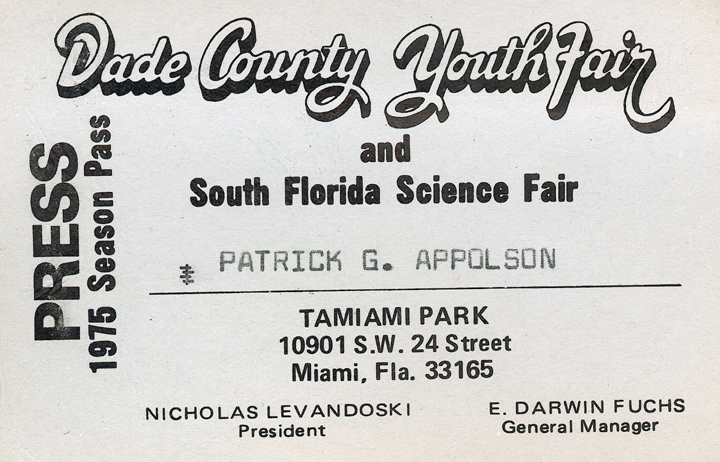 Dade County Youth Fair
and
South Florida Science Fair
PRESS
1975 Season Pass
PATRICK G. APPOLSON
TAMIAMI PARK
10901 S.W. 24 Street
Miami, Fla. 33165
NICHOLAS LEVANDOSKI
President
E. DARWIN FUCHS
General Manager